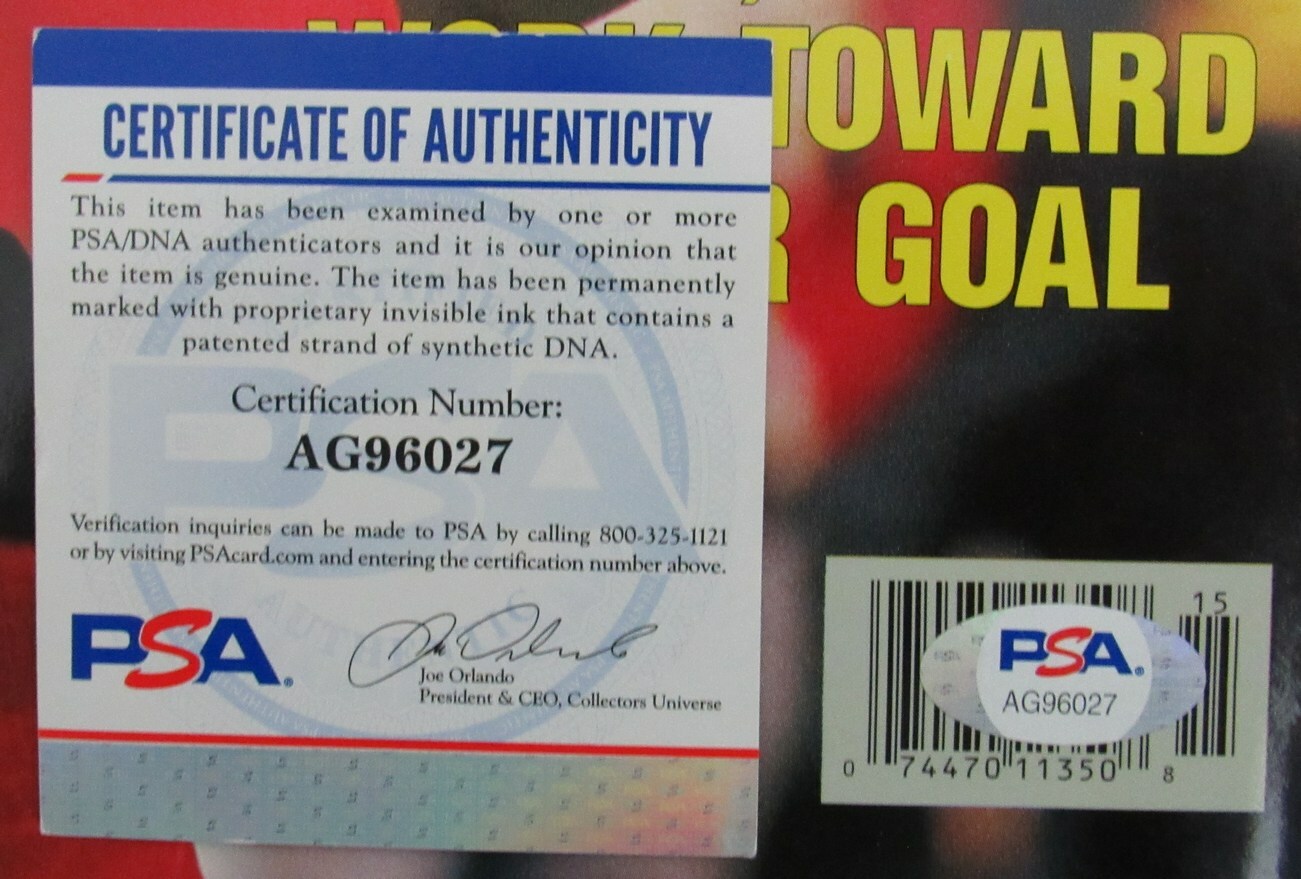 WORK TOWARD
GOAL
CERTIFICATE OF AUTHENTICITY
This item has been examined by one or more
PSA/DNA authenticators and it is our opinion that
the item is genuine. The item has been permanently
marked with proprietary invisible ink that contains a
patented strand of synthetic DNA.
Certification Number:
AG96027
Verification inquiries can be made to PSA by calling 800-325-1121
or by visiting PSAcard.com and entering the certification number above.
PSA®
Joe Orlando
President & CEO, Collectors Universe
15
PSA®
AG96027
0 74470 11350 8